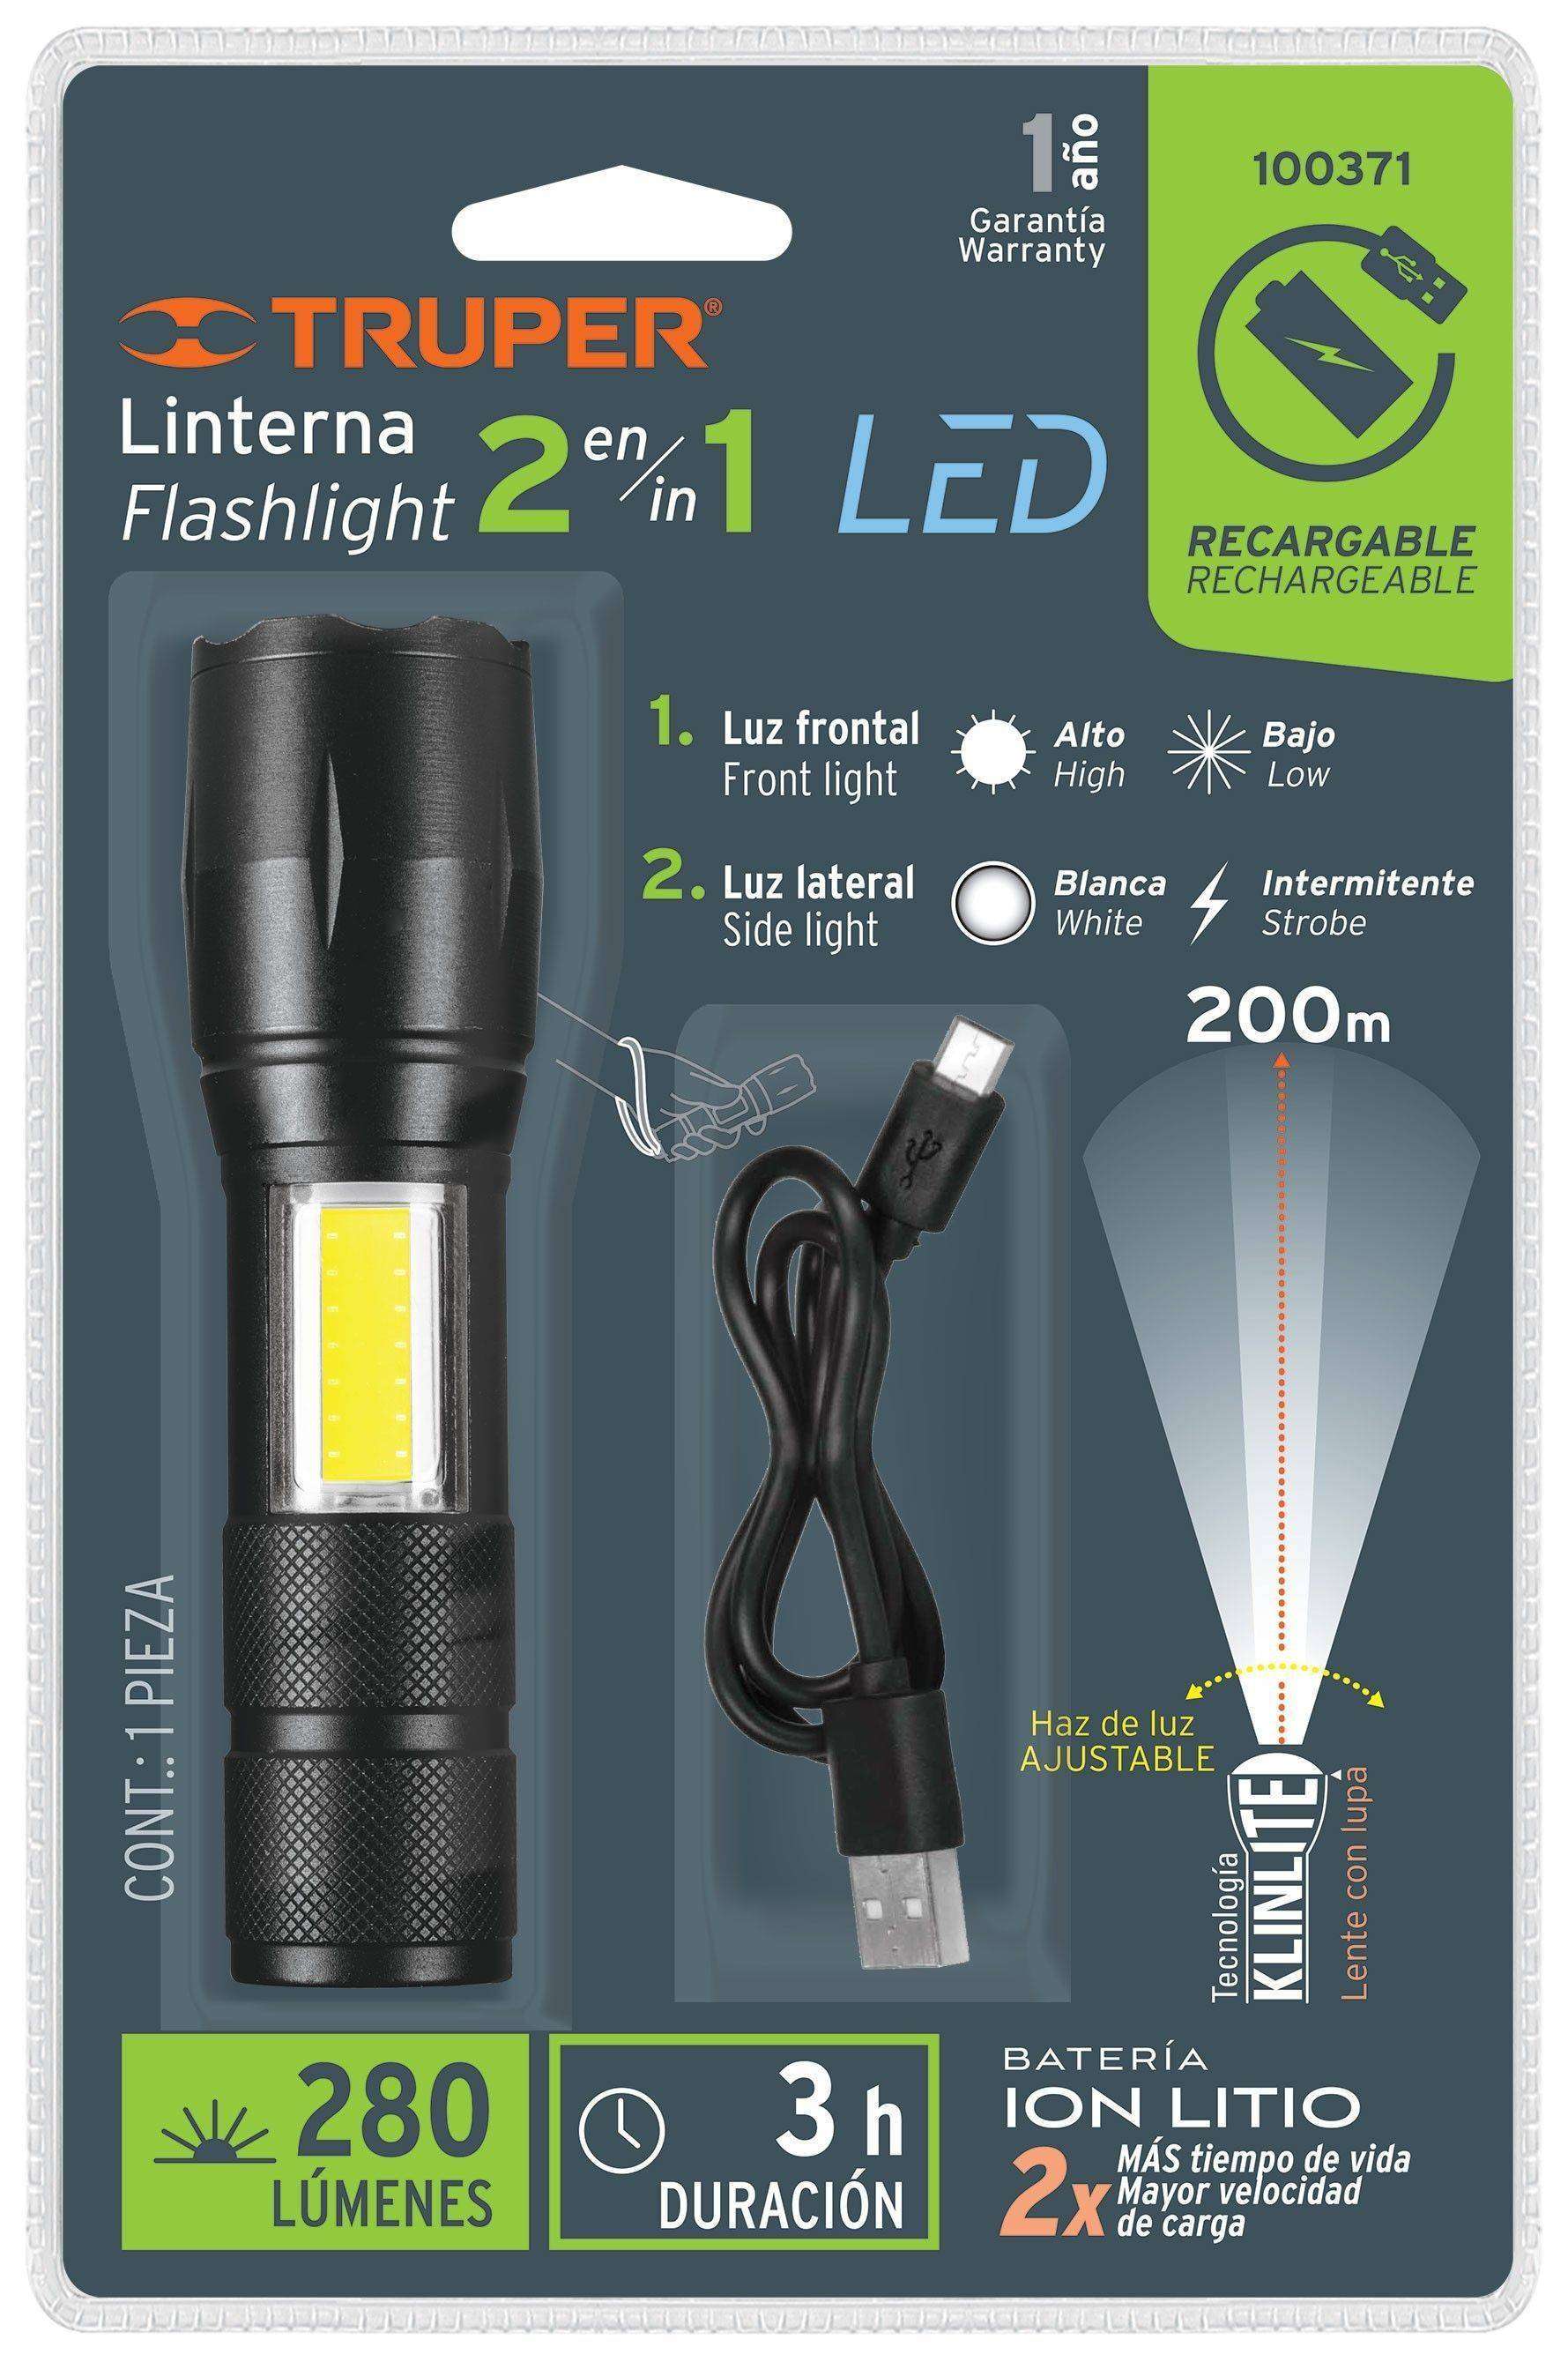 1 año
Garantía
Warranty
100371
TRUPER®
Linterna
Flashlight
2 en/in 1
LED
RECARGABLE
RECHARGEABLE
1. Luz frontal
Front light
Alto
High
Bajo
Low
2. Luz lateral
Side light
Blanca
White
Intermitente
Strobe
200m
Haz de luz
AJUSTABLE
Tecnología
KLINLITE
Lente con lupa
CONT.: 1 PIEZA
280
LÚMENES
3 h
DURACIÓN
BATERÍA
ION LITIO
2x MÁS tiempo de vida
Mayor velocidad
de carga